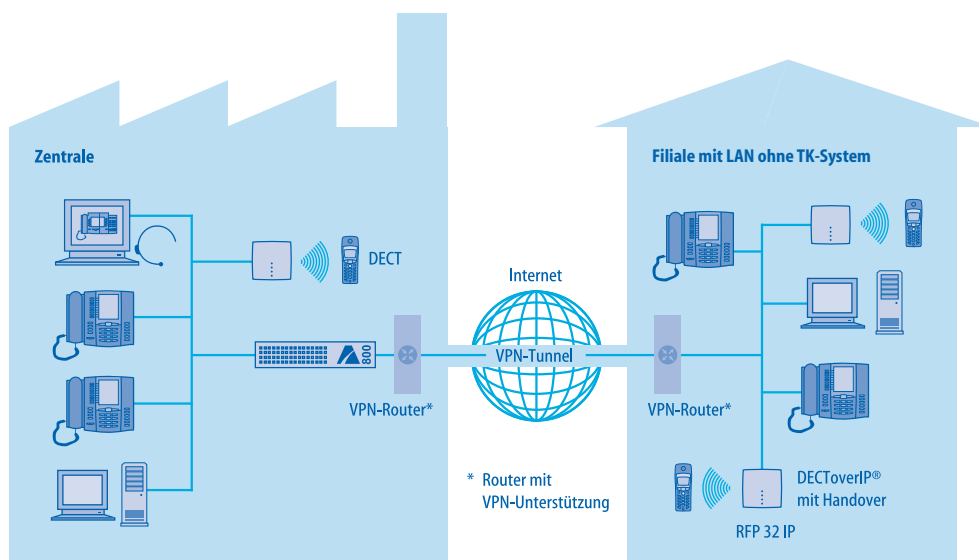 Zentrale
Filiale mit LAN ohne TK-System
DECT
Internet
800
VPN-Tunnel
VPN-Router*
VPN-Router*
* Router mit
VPN-Unterstützung
DECToverIP®
mit Handover
RFP 32 IP